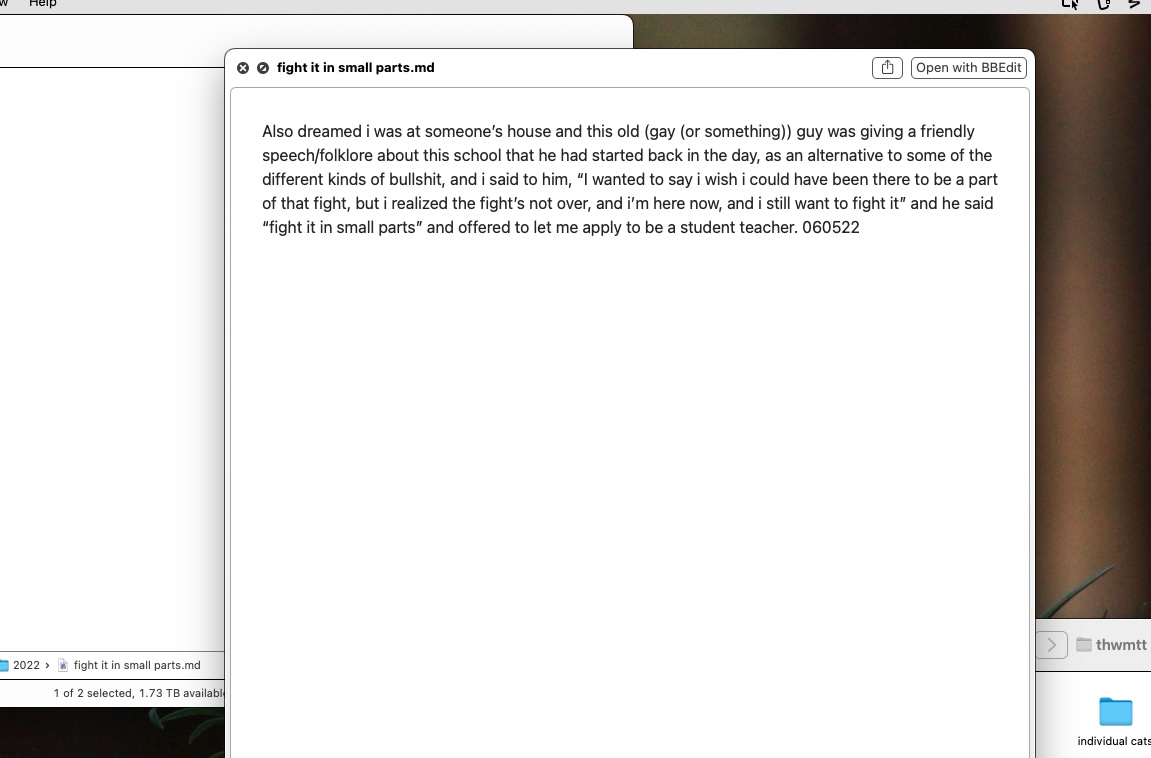 Help
fight it in small parts.md
Open with BBEdit
Also dreamed i was at someone’s house and this old (gay (or something)) guy was giving a friendly
speech/folklore about this school that he had started back in the day, as an alternative to some of the
different kinds of bullshit, and i said to him, “I wanted to say i wish i could have been there to be a part
of that fight, but i realized the fight’s not over, and i’m here now, and i still want to fight it” and he said
“fight it in small parts” and offered to let me apply to be a student teacher. 060522
2022 › fight it in small parts.md
1 of 2 selected, 1.73 TB available
thwmtt
individual cats